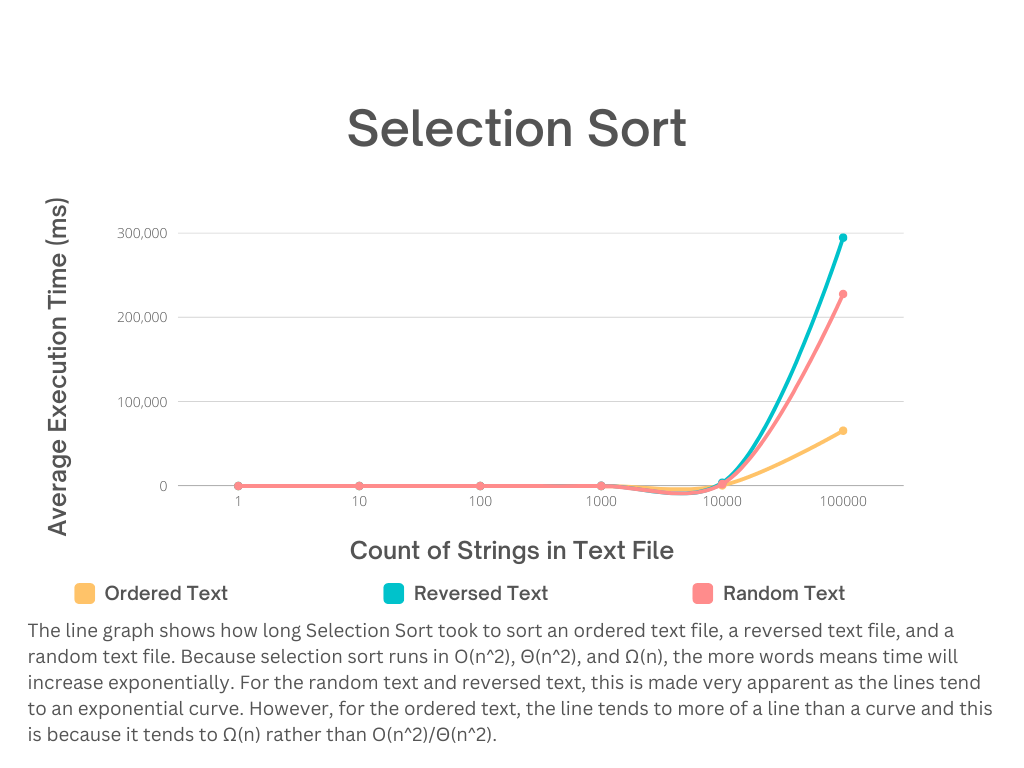 Selection Sort
Average Execution Time (ms)
300,000
200,000
100,000
0
1 10 100 1000 10000 100000
Count of Strings in Text File
Ordered Text Reversed Text Random Text
The line graph shows how long Selection Sort took to sort an ordered text file, a reversed text file, and a
random text file. Because selection sort runs in O(n^2), Θ(n^2), and Ω(n), the more words means time will
increase exponentially. For the random text and reversed text, this is made very apparent as the lines tend
to an exponential curve. However, for the ordered text, the line tends to more of a line than a curve and this
is because it tends to Ω(n) rather than O(n^2)/Θ(n^2).